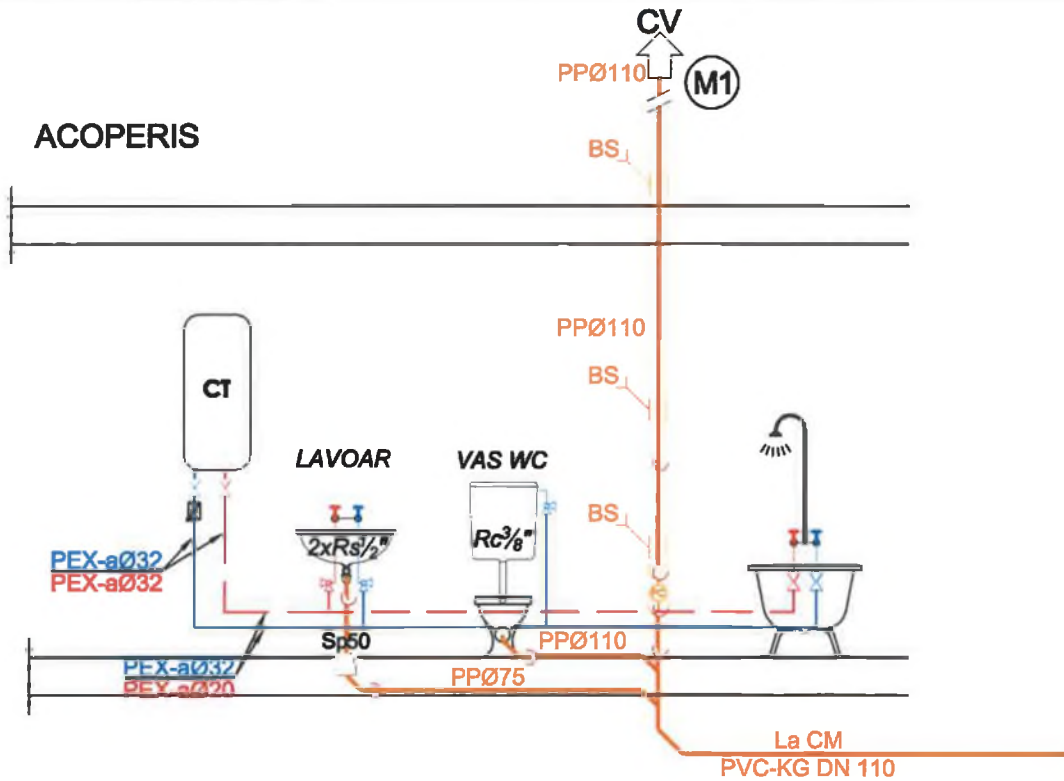 CV
PPØ110
M1
ACOPERIS
BS
PPØ110
CT
BS
LAVOAR
VAS WC
BS
2xRs1/2"
Rc3/8"
PEX-aØ32
PEX-aØ32
Sp50
PPØ110
PEX-aØ32
PEX-aØ20
PPØ75
La CM
PVC-KG DN 110